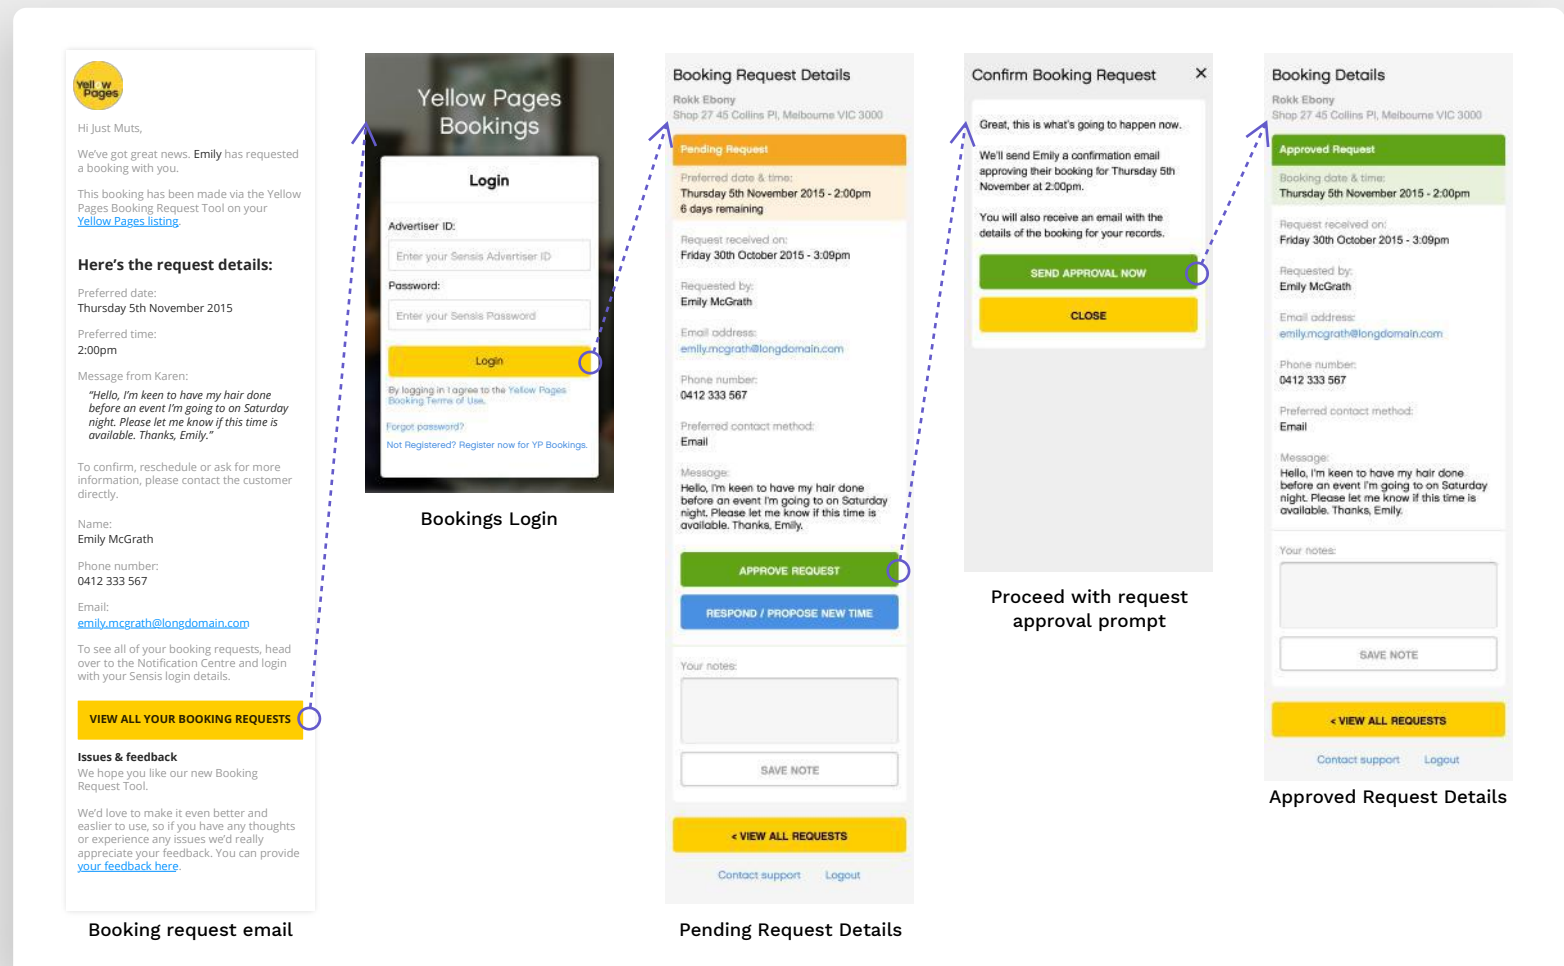 Yellow
Pages
Hi Just Muts,
We've got great news. Emily has requested
a booking with you.
This booking has been made via the Yellow
Pages Booking Request Tool on your
Yellow Pages listing.
Here's the request details:
Preferred date:
Thursday 5th November 2015
Preferred time:
2:00pm
Message from Karen:
"Hello, I'm keen to have my hair done
before an event I'm going to on Saturday
night. Please let me know if this time is
available. Thanks, Emily."
To confirm, reschedule or ask for more
information, please contact the customer
directly.
Name:
Emily McGrath
Phone number:
0412 333 567
Email:
emily.mcgrath@longdomain.com
To see all of your booking requests, head
over to the Notification Centre and login
with your Sensis login details.
VIEW ALL YOUR BOOKING REQUESTS
Issues & feedback
We hope you like our new Booking
Request Tool.
We'd love to make it even better and
easlier to use, so if you have any thoughts
or experience any issues we'd really
appreciate your feedback. You can provide
your feedback here.
Booking request email
Yellow Pages
Bookings
Login
Advertiser ID:
Enter your Sensis Advertiser ID
Password:
Enter your Sensis Password
Login
By logging in I agree to the Yellow Pages
Booking Terms of Use.
Forgot password?
Not Registered? Register now for YP Bookings.
Bookings Login
Booking Request Details
Rokk Ebony
Shop 27 45 Collins Pl, Melbourne VIC 3000
Pending Request
Preferred date & time:
Thursday 5th November 2015 - 2:00pm
6 days remaining
Request received on:
Friday 30th October 2015 - 3:09pm
Requested by:
Emily McGrath
Email address:
emily.mcgrath@longdomain.com
Phone number:
0412 333 567
Preferred contact method:
Email
Message:
Hello, I'm keen to have my hair done
before an event I'm going to on Saturday
night. Please let me know if this time is
available. Thanks, Emily.
APPROVE REQUEST
RESPOND / PROPOSE NEW TIME
Your notes:
SAVE NOTE
< VIEW ALL REQUESTS
Contact support Logout
Pending Request Details
Confirm Booking Request ×
Great, this is what's going to happen now.
We'll send Emily a confirmation email
approving their booking for Thursday 5th
November at 2:00pm.
You will also receive an email with the
details of the booking for your records.
SEND APPROVAL NOW
CLOSE
Proceed with request
approval prompt
Booking Details
Rokk Ebony
Shop 27 45 Collins Pl, Melbourne VIC 3000
Approved Request
Booking date & time:
Thursday 5th November 2015 - 2:00pm
Request received on:
Friday 30th October 2015 - 3:09pm
Requested by:
Emily McGrath
Email address:
emily.mcgrath@longdomain.com
Phone number:
0412 333 567
Preferred contact method:
Email
Message:
Hello, I'm keen to have my hair done
before an event I'm going to on Saturday
night. Please let me know if this time is
available. Thanks, Emily.
Your notes:
SAVE NOTE
< VIEW ALL REQUESTS
Contact support Logout
Approved Request Details